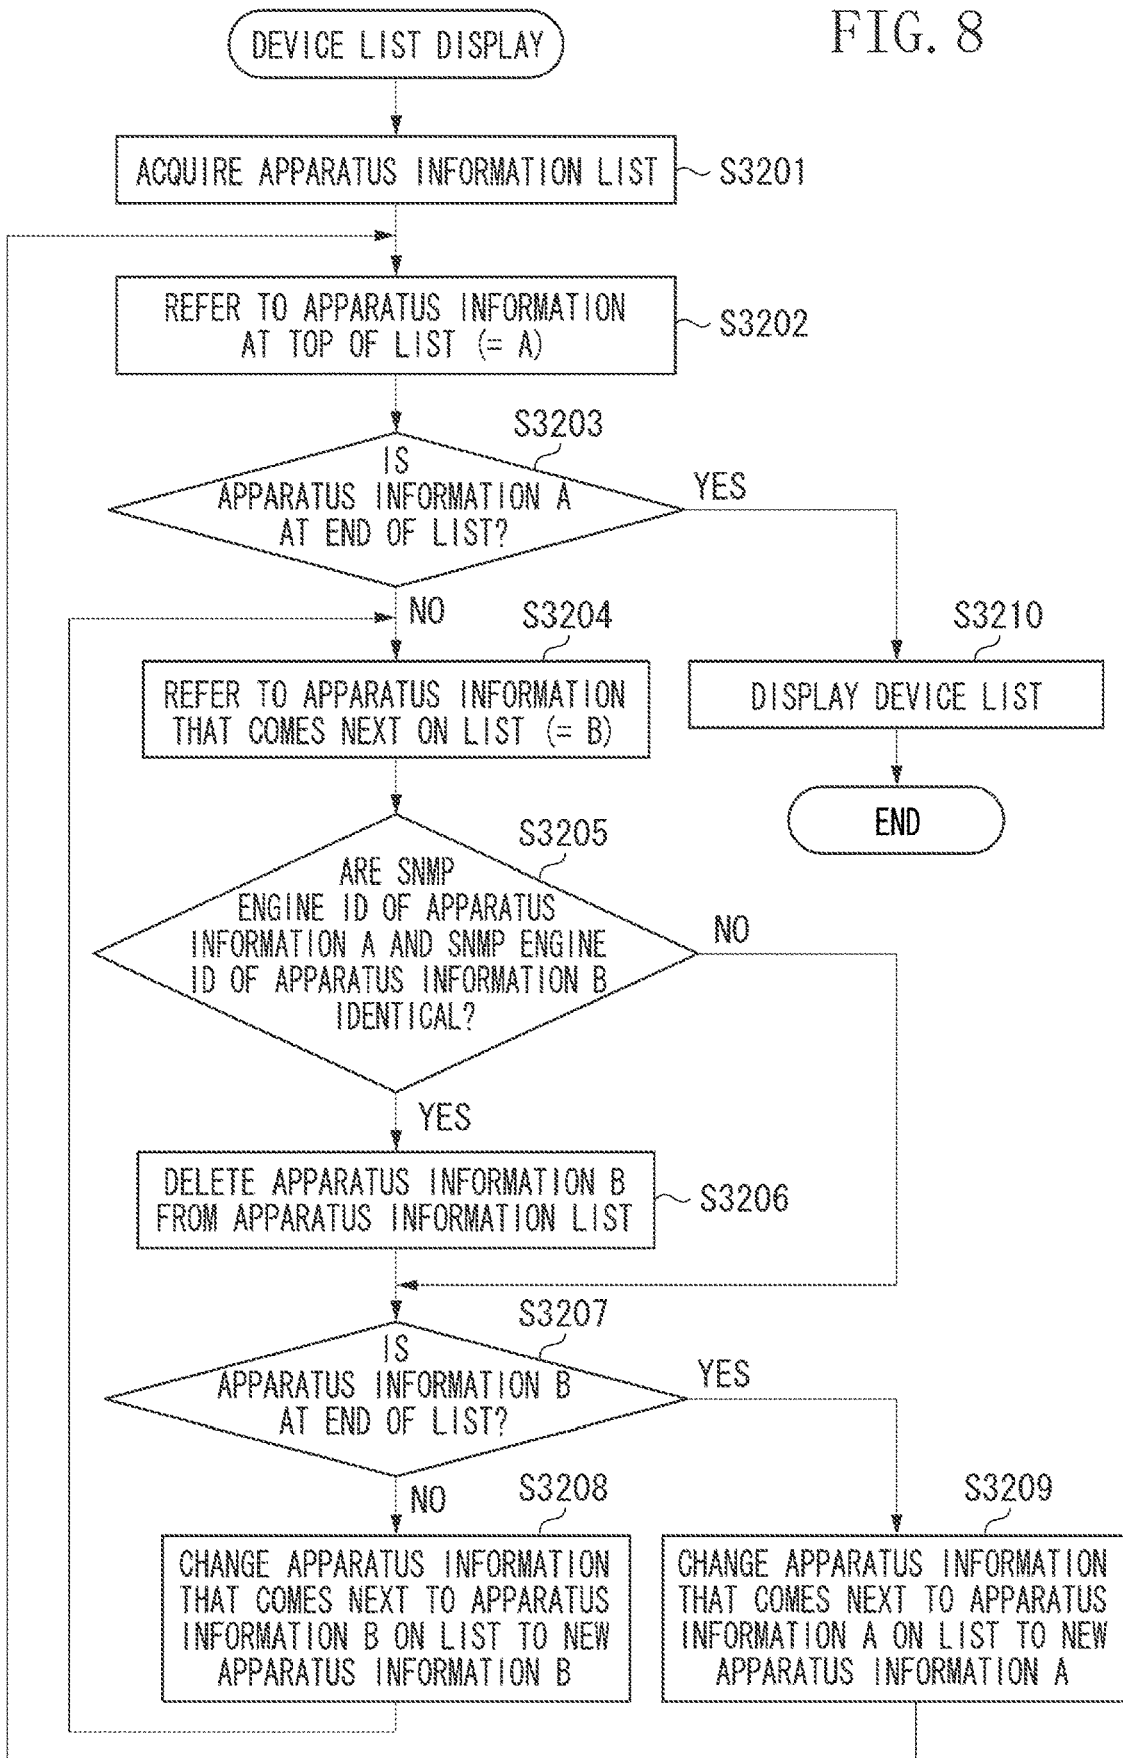 FIG. 8
DEVICE LIST DISPLAY
ACQUIRE APPARATUS INFORMATION LIST
S3201
REFER TO APPARATUS INFORMATION
AT TOP OF LIST (= A)
S3202
S3203
IS
APPARATUS INFORMATION A
AT END OF LIST?
YES
NO
S3204
REFER TO APPARATUS INFORMATION
THAT COMES NEXT ON LIST (= B)
S3210
DISPLAY DEVICE LIST
END
S3205
ARE SNMP
ENGINE ID OF APPARATUS
INFORMATION A AND SNMP ENGINE
ID OF APPARATUS INFORMATION B
IDENTICAL?
NO
YES
DELETE APPARATUS INFORMATION B
FROM APPARATUS INFORMATION LIST
S3206
S3207
IS
APPARATUS INFORMATION B
AT END OF LIST?
YES
NO
S3208
CHANGE APPARATUS INFORMATION
THAT COMES NEXT TO APPARATUS
INFORMATION B ON LIST TO NEW
APPARATUS INFORMATION B
S3209
CHANGE APPARATUS INFORMATION
THAT COMES NEXT TO APPARATUS
INFORMATION A ON LIST TO NEW
APPARATUS INFORMATION A